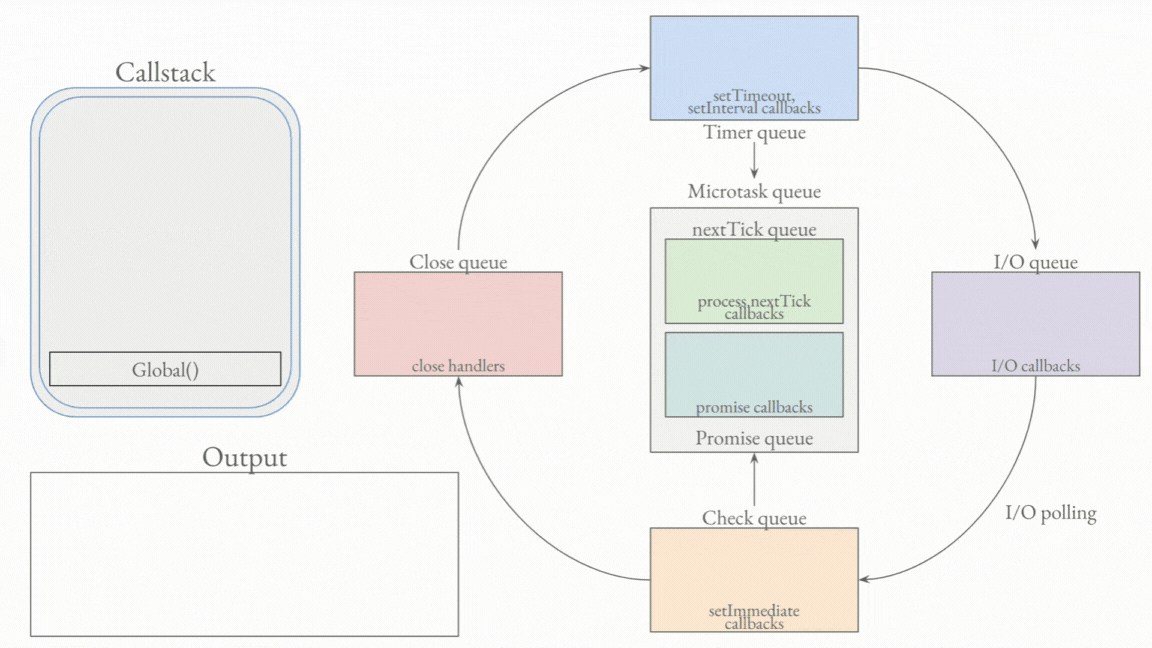 Callstack
Global()
Output
setTimeout,
setInterval callbacks
Timer queue
Microtask queue
nextTick queue
process.nextTick
callbacks
promise callbacks
Promise queue
Close queue
close handlers
I/O queue
I/O callbacks
I/O polling
Check queue
setImmediate
callbacks